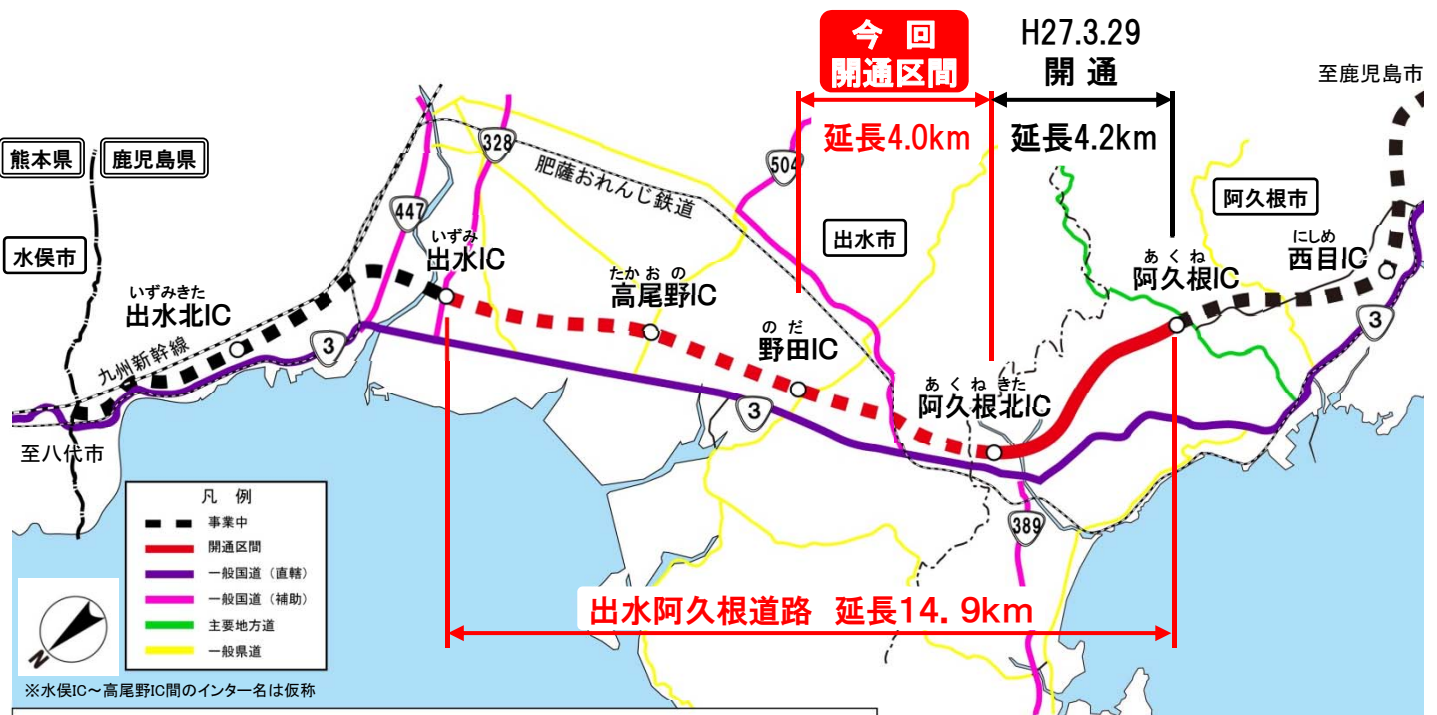 今 回
開通区間
H27.3.29
開 通
至鹿児島市
延長4.0km
延長4.2km
熊本県
鹿児島県
328
504
肥薩おれんじ鉄道
447
阿久根市
水俣市
出水市
いずみ
出水IC
にしめ
西目IC
あくね
阿久根IC
たかおの
高尾野IC
いずみきた
出水北IC
のだ
野田IC
3
3
九州新幹線
あくねきた
阿久根北IC
3
至八代市
凡 例
事業中
開通区間
一般国道（直轄）
一般国道（補助）
主要地方道
一般県道
389
出水阿久根道路 延長14．9km
N
※水俣IC～高尾野IC間のインター名は仮称